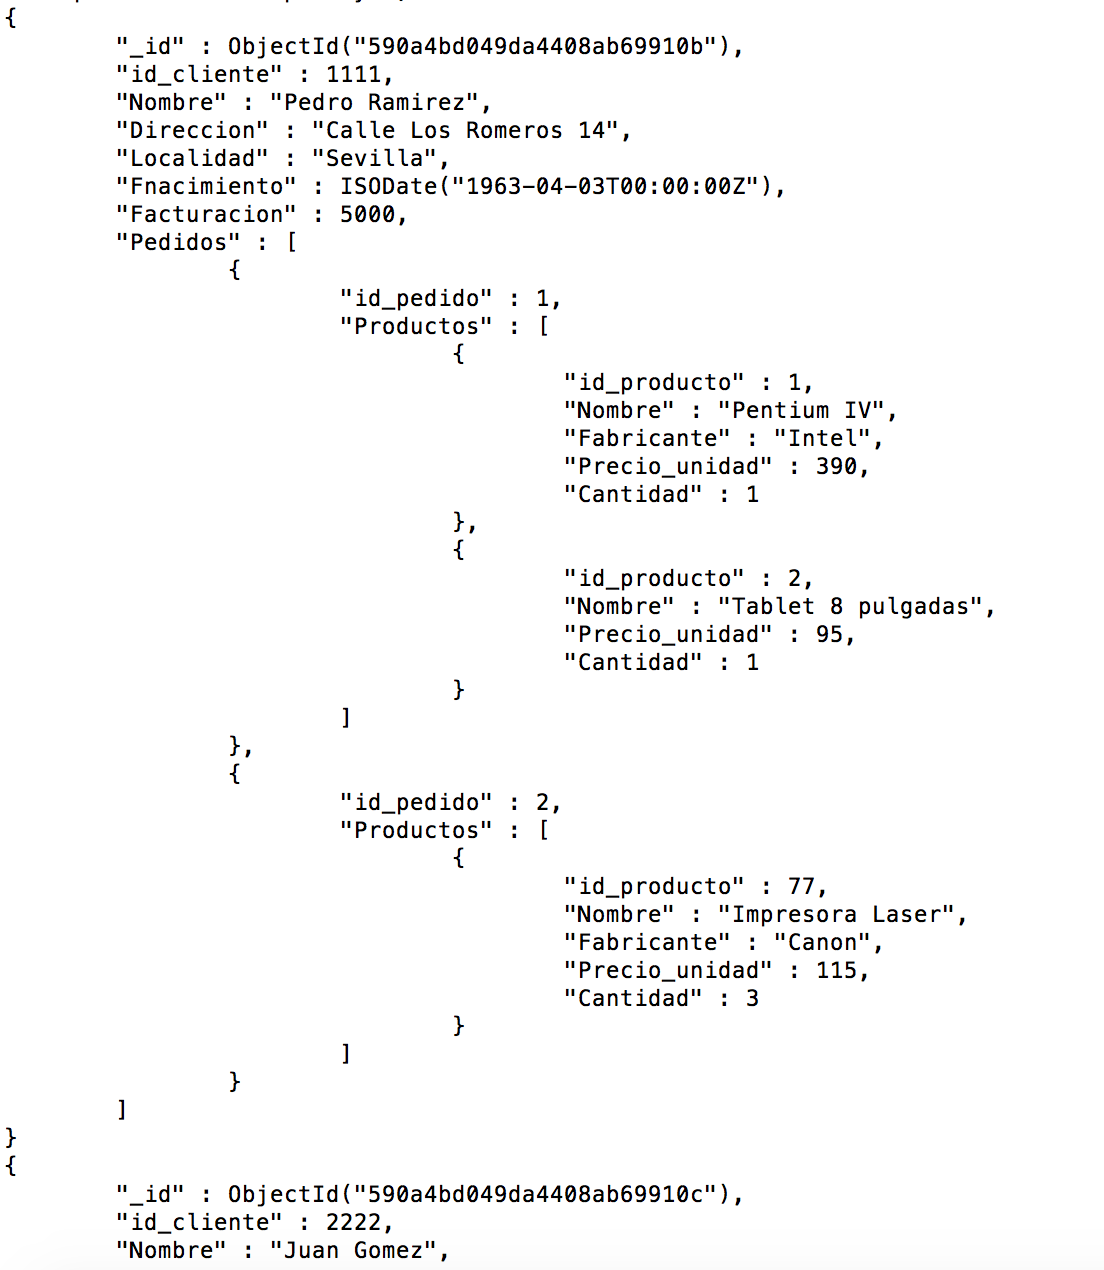 {
"_id" : ObjectId("590a4bd049da4408ab69910b"),
"id_cliente" : 1111,
"Nombre" : "Pedro Ramirez",
"Direccion" : "Calle Los Romeros 14",
"Localidad" : "Sevilla",
"Fnacimiento" : ISODate("1963-04-03T00:00:00Z"),
"Facturacion" : 5000,
"Pedidos" : [
{
"id_pedido" : 1,
"Productos" : [
{
"id_producto" : 1,
"Nombre" : "Pentium IV",
"Fabricante" : "Intel",
"Precio_unidad" : 390,
"Cantidad" : 1
},
{
"id_producto" : 2,
"Nombre" : "Tablet 8 pulgadas",
"Precio_unidad" : 95,
"Cantidad" : 1
}
]
},
{
"id_pedido" : 2,
"Productos" : [
{
"id_producto" : 77,
"Nombre" : "Impresora Laser",
"Fabricante" : "Canon",
"Precio_unidad" : 115,
"Cantidad" : 3
}
]
}
]
}
{
"_id" : ObjectId("590a4bd049da4408ab69910c"),
"id_cliente" : 2222,
"Nombre" : "Juan Gomez",